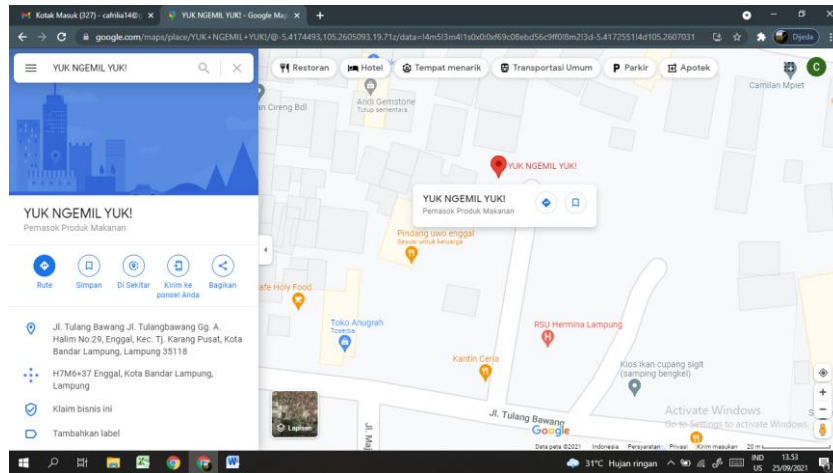 Kotak Masuk (327) - cafrilia14@g
YUK NGEMIL YUK! - Google Map
google.com/maps/place/YUK+NGEMIL+YUK!/@-5.4174493,105.2605093,19.71z/data=!4m5!3m4!1s0x0:0xf69c08ebd56c9ff0!8m2!3d-5.4172551!4d105.2607031
Dijeda
YUK NGEMIL YUK!
Restoran
Hotel
Tempat menarik
Transportasi Umum
Parkir
Apotek
C
YUK NGEMIL YUK!
Pemasok Produk Makanan
Rute
Simpan
Di Sekitar
Kirim ke
ponsel Anda
Bagikan
Jl. Tulang Bawang Jl. Tulangbawang Gg. A.
Halim No.29, Enggal, Kec. Tj. Karang Pusat, Kota
Bandar Lampung, Lampung 35118
H7M6+37 Enggal, Kota Bandar Lampung,
Lampung
Klaim bisnis ini
Tambahkan label
Camilan Mpiet
an Cireng Bdl
Andi Gemstone
Tutup sementara
YUK NGEMIL YUK!
YUK NGEMIL YUK!
Pemasok Produk Makanan
Pindang uwo enggal
Sesuai untuk keluarga
afe Holy Food
Toko Anugrah
Toserba
RSU Hermina Lampung
Kantin Ceria
Kios ikan cupang sigit
(samping bengkel)
Jl. Tulang Bawang
Jl. Maj
Lapisan
Google
Activate Windows
Go to Settings to activate Windows.
Data peta ©2021
Indonesia
Persyaratan
Privasi
Kirim masukan
20 m
31°C Hujan ringan
IND
US
13.53
25/09/2021